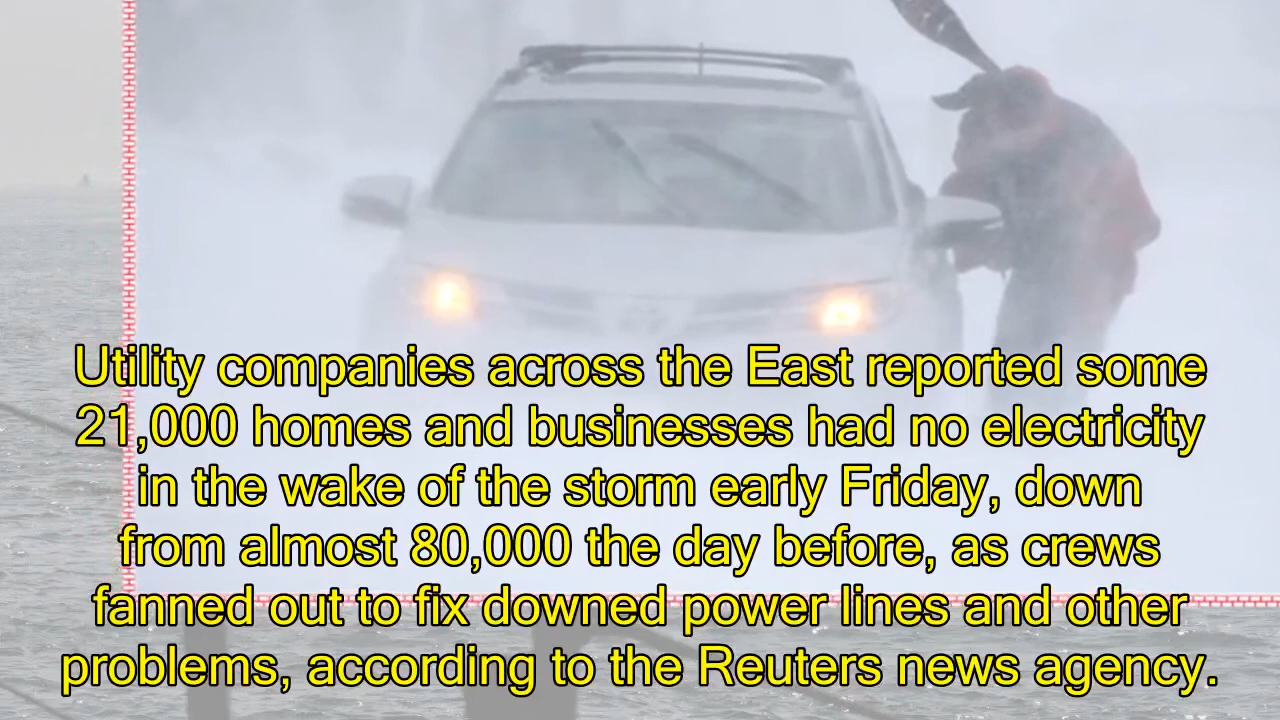 Utility companies across the East reported some
21,000 homes and businesses had no electricity
in the wake of the storm early Friday, down
from almost 80,000 the day before, as crews
fanned out to fix downed power lines and other
problems, according to the Reuters news agency.